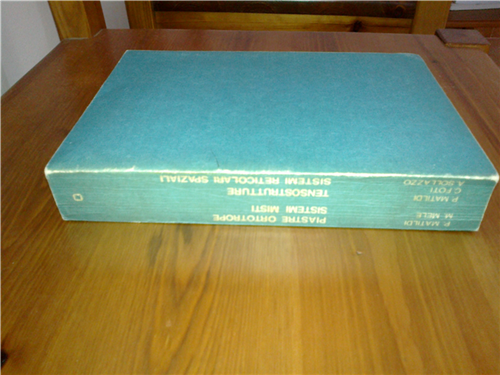 P. MATILDI
M. MELE
PIASTRE ORTOTROPE
SISTEMI MISTI
P. MATILDI
C. FOTI
A. SOLLAZZO
TENSOSTRUTTURE
SISTEMI RETICOLARI SPAZIALI